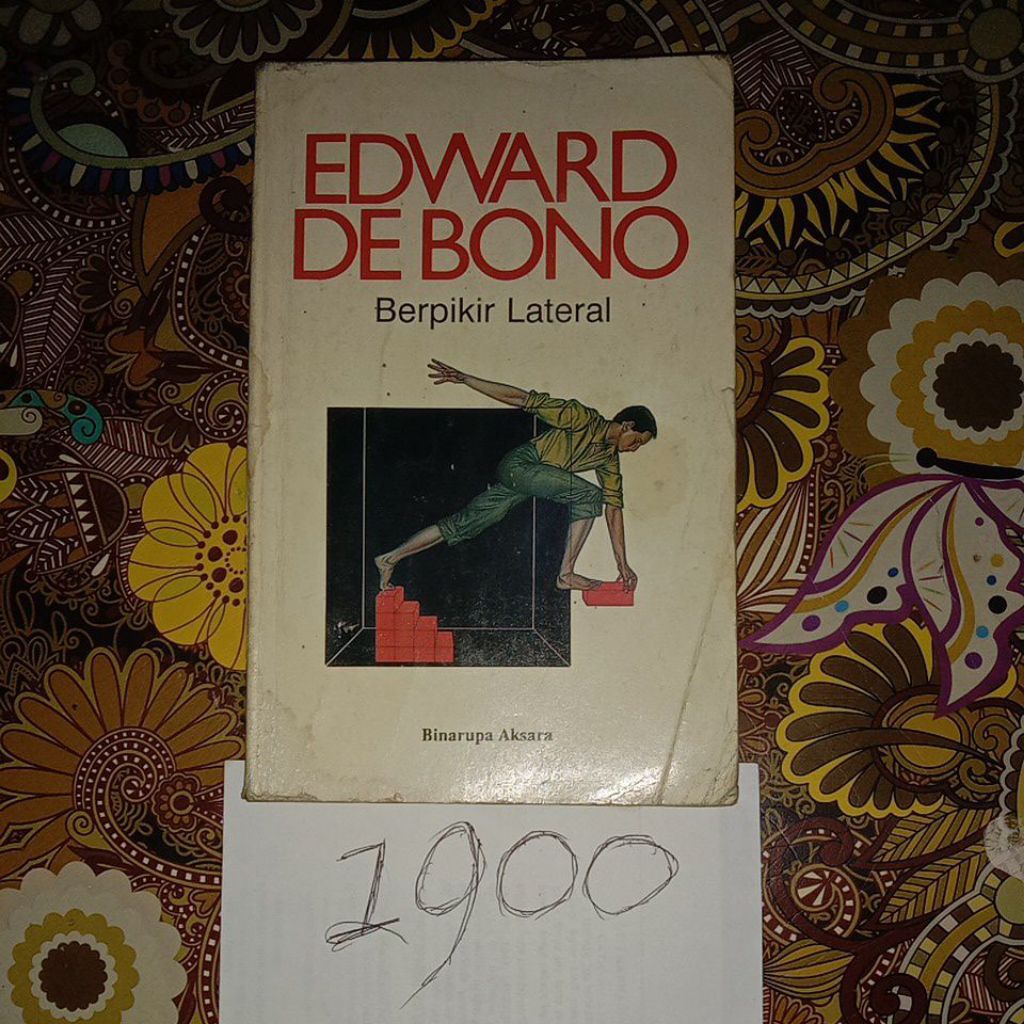 EDWARD
DE BONO
Berpikir Lateral
Binarupa Aksara
1900